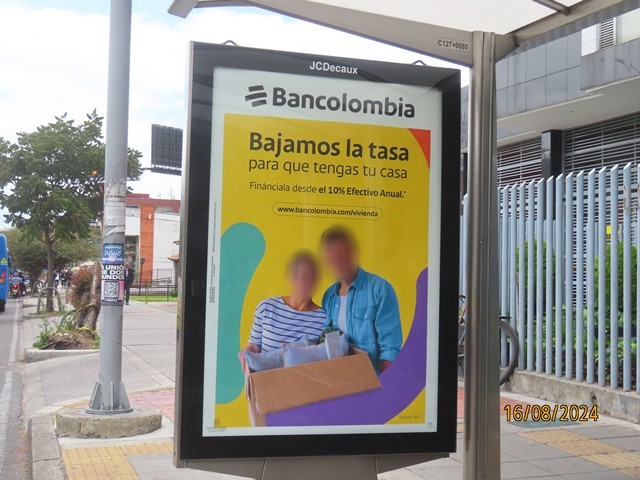 C127+0080
JCDecaux
Bancolombia
Bajamos la tasa
para que tengas tu casa
Fináncíala desde el 10% Efectivo Anual.*
www.bancolombia.com/vivienda
16/08/2024